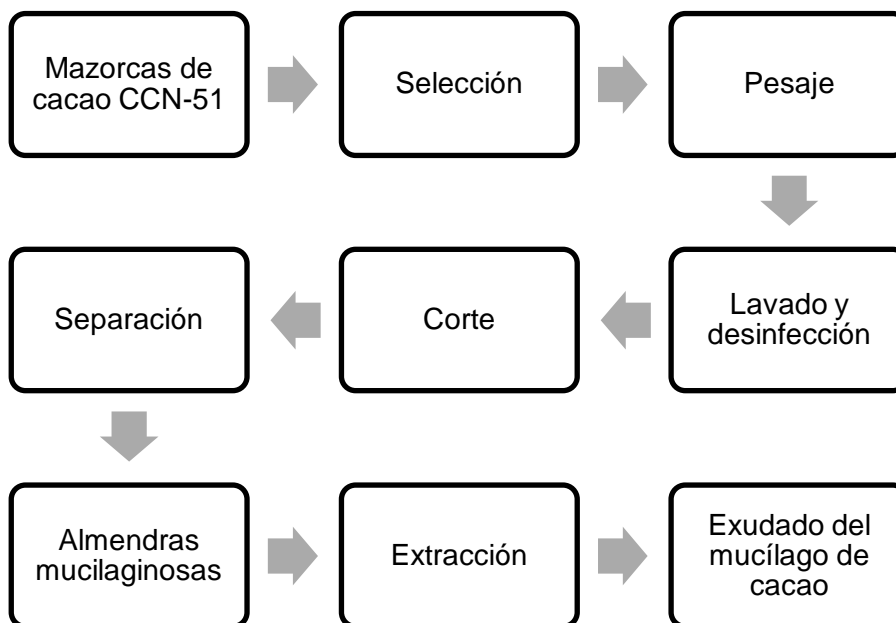 Mazorcas de
cacao CCN-51
Selección
Pesaje
Lavado y
desinfección
Corte
Separación
Almendras
mucilaginosas
Extracción
Exudado del
mucílago de
cacao